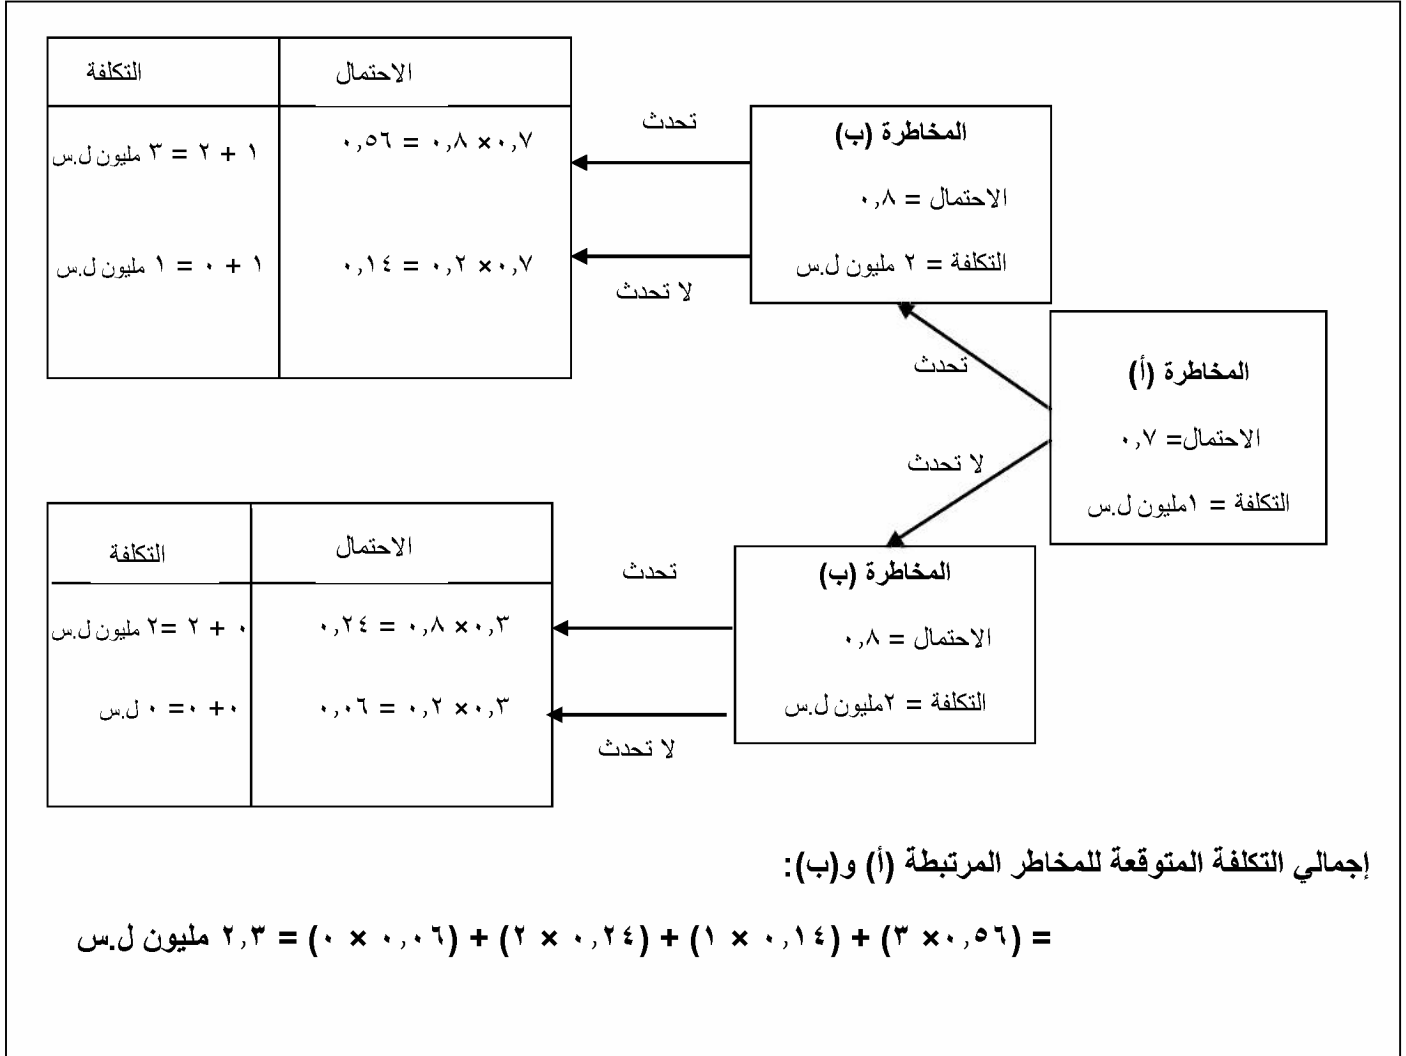 الاحتمال
التكلفة
٠,٧× ٠,٨ = ٠,٥٦
١ + ٢ = ٣ مليون ل.س
٠,٧× ٠,٢ = ٠,١٤
١ + ٠ = ١ مليون ل.س
تحدث
لا تحدث
المخاطرة (ب)
الاحتمال = ٠,٨
التكلفة = ٢ مليون ل.س
تحدث
لا تحدث
المخاطرة (أ)
الاحتمال= ٠,٧
التكلفة = ١مليون ل.س
الاحتمال
التكلفة
٠,٣× ٠,٨ = ٠,٢٤
٠ + ٢ =٢ مليون ل.س
٠,٣× ٠,٢ = ٠,٠٦
٠+ ٠= ٠ ل.س
تحدث
لا تحدث
المخاطرة (ب)
الاحتمال = ٠,٨
التكلفة = ٢مليون ل.س
إجمالي التكلفة المتوقعة للمخاطر المرتبطة (أ) و(ب):
= (٠,٥٦× ٣) + (٠,١٤ × ١) + (٠,٢٤ × ٢) + (٠,٠٦ × ٠) = ٢,٣ مليون ل.س